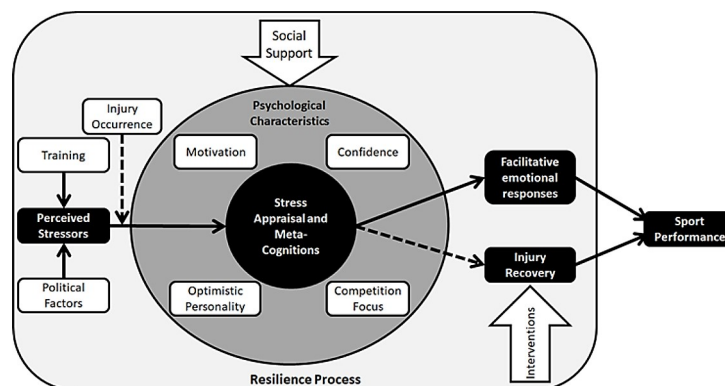 Social
Support
Injury
Occurrence
Psychological
Characteristics
Training
Motivation
Confidence
Facilitative
emotional
responses
Perceived
Stressors
Stress
Appraisal and
Meta-
Cognitions
Sport
Performance
Injury
Recovery
Political
Factors
Optimistic
Personality
Competition
Focus
Interventions
Resilience Process